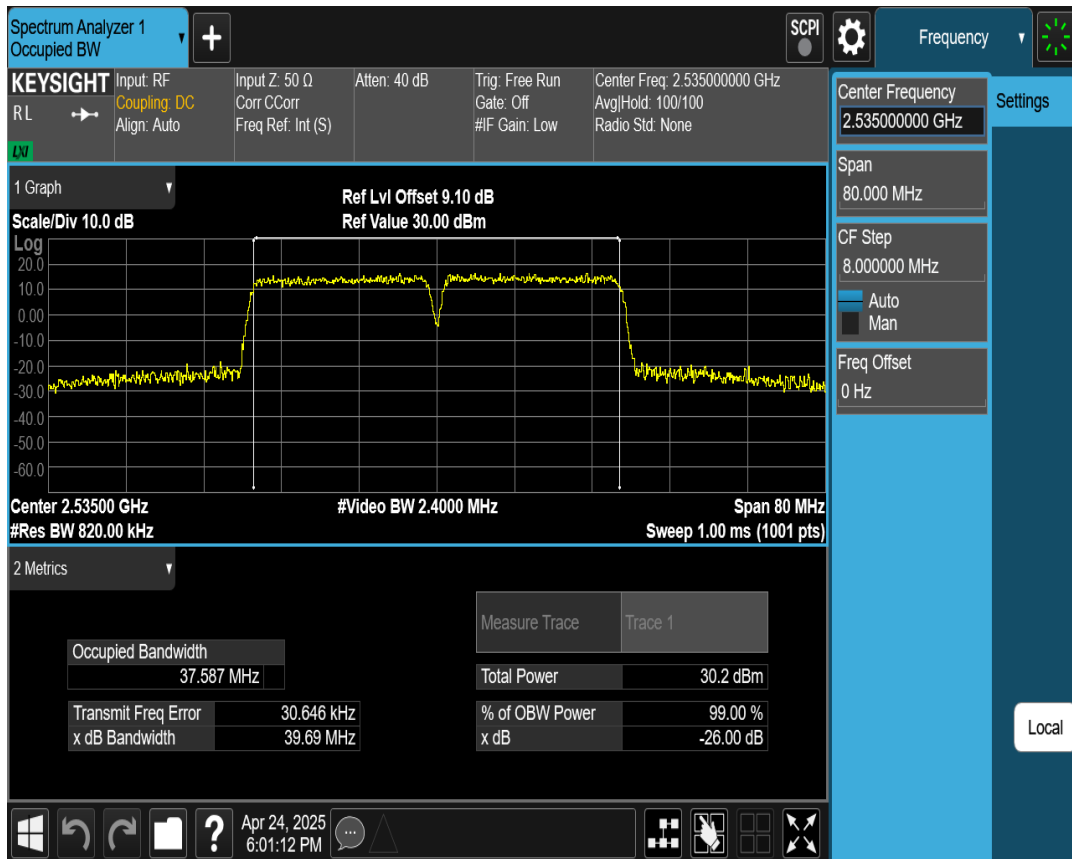 Spectrum Analyzer 1
Occupied BW
+
SCPI
Frequency
KEYSIGHT
RL
LXI
Input: RF
Coupling: DC
Align: Auto
Input Z: 50 Ω
Corr CCorr
Freq Ref: Int (S)
Atten: 40 dB
Trig: Free Run
Gate: Off
#IF Gain: Low
Center Freq: 2.535000000 GHz
Avg|Hold: 100/100
Radio Std: None
Center Frequency
2.535000000 GHz
Settings
Span
80.000 MHz
CF Step
8.000000 MHz
Auto
Man
Freq Offset
0 Hz
Local
1 Graph
Ref Lvl Offset 9.10 dB
Scale/Div 10.0 dB
Ref Value 30.00 dBm
Log
20.0
10.0
0.00
-10.0
-20.0
-30.0
-40.0
-50.0
-60.0
Center 2.53500 GHz
#Video BW 2.4000 MHz
Span 80 MHz
#Res BW 820.00 kHz
Sweep 1.00 ms (1001 pts)
2 Metrics
Measure Trace
Trace 1
Occupied Bandwidth
37.587 MHz
Total Power
30.2 dBm
Transmit Freq Error
30.646 kHz
% of OBW Power
99.00 %
x dB Bandwidth
39.69 MHz
x dB
-26.00 dB
?
Apr 24, 2025
6:01:12 PM